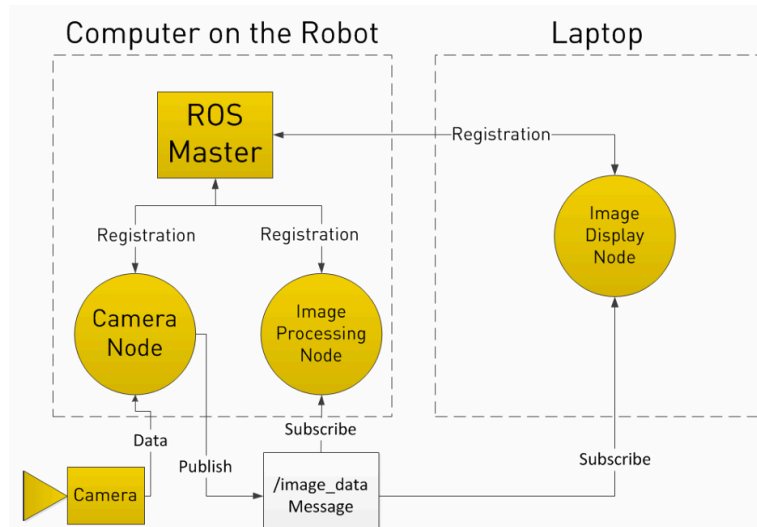 Computer on the Robot
Laptop
ROS
Master
Registration
Registration
Registration
Image
Display
Node
Camera
Node
Image
Processing
Node
Data
Publish
Subscribe
Subscribe
Camera
/image_data
Message